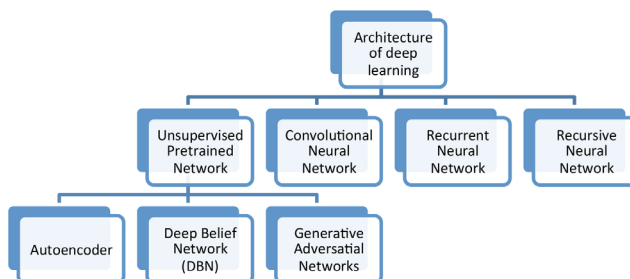 Architecture
of deep
learning
Unsupervised
Pretrained
Network
Convolutional
Neural
Network
Recurrent
Neural
Network
Recursive
Neural
Network
Autoencoder
Deep Belief
Network
(DBN)
Generative
Adversatial
Networks